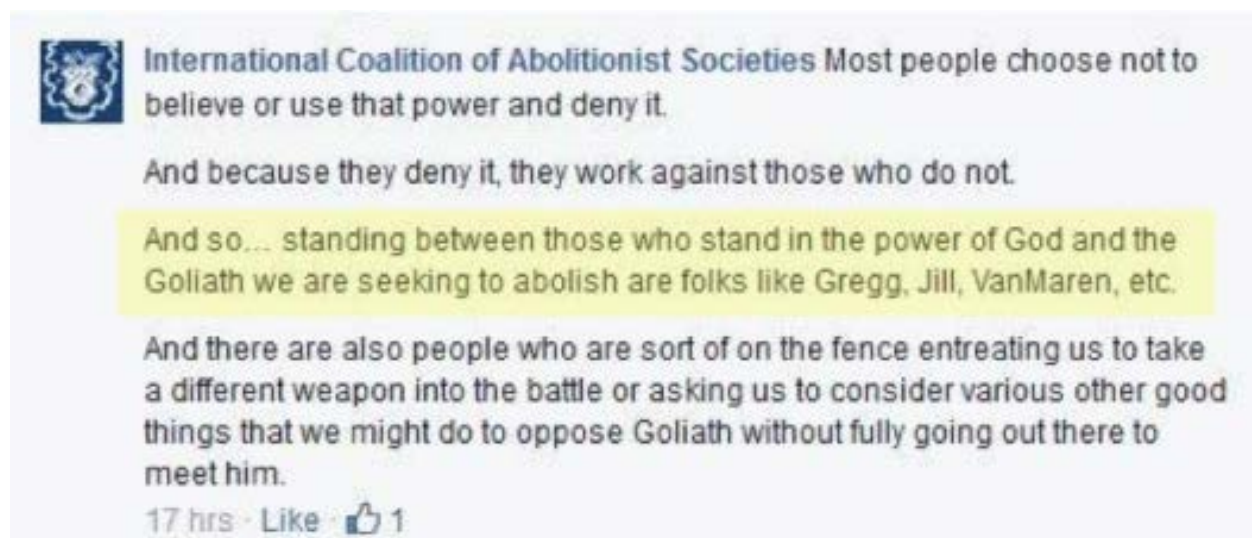 International Coalition of Abolitionist Societies Most people choose not to
believe or use that power and deny it.
And because they deny it, they work against those who do not.
And so... standing between those who stand in the power of God and the
Goliath we are seeking to abolish are folks like Gregg, Jill, VanMaren, etc.
And there are also people who are sort of on the fence entreating us to take
a different weapon into the battle or asking us to consider various other good
things that we might do to oppose Goliath without fully going out there to
meet him.
17 hrs · Like · 1